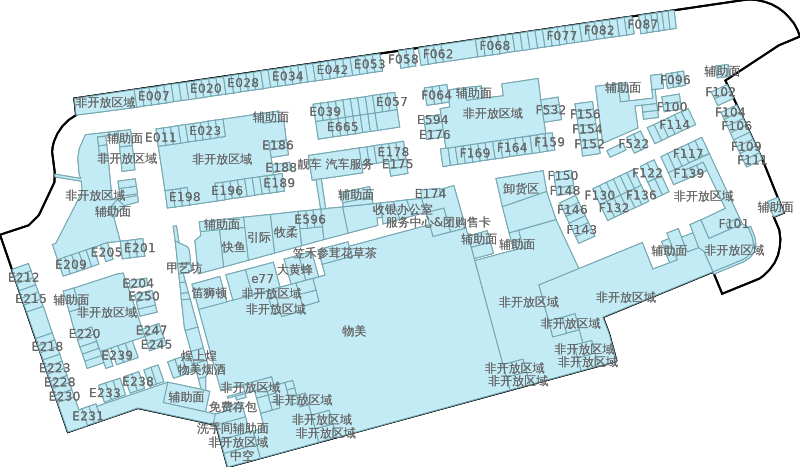 F087
F082
F077
F068
F062
F058
E053
E042
E034
E028
E020
E007
非开放区域
辅助面
F096
辅助面
F102
F064
辅助面
E057
E039
非开放区域
F532
F156
F100
F104
辅助面
E594
E665
E023
E011
辅助面
F154
F114
F106
E176
E186
F159
F152
F522
F109
F164
F169
E178
F117
F111
非开放区域
非开放区域
E188
靓车 汽车服务
E175
F150
F122
F139
E189
E196
E198
辅助面
E174
卸货区
F148
F130
F136
非开放区域
非开放区域
辅助面
收银办公室
F146
F132
辅助面
E596
服务中心&团购售卡
F143
F101
辅助面
牧柔
引际
快鱼
辅助面
辅助面
辅助面
非开放区域
E201
E205
笠禾参茸花草茶
E209
甲艺坊
大黄蜂
E212
E204
e77
笛狮顿
非开放区域
E250
E215
辅助面
非开放区域
非开放区域
非开放区域
非开放区域
E220
E247
物美
非开放区域
E218
E245
E239
煌上煌
非开放区域
非开放区域
E223
物美烟酒
非开放区域
E228
E238
非开放区域
非开放区域
E230
E233
辅助面
免费存包
非开放区域
E231
非开放区域
洗手间辅助面
非开放区域
非开放区域
中空